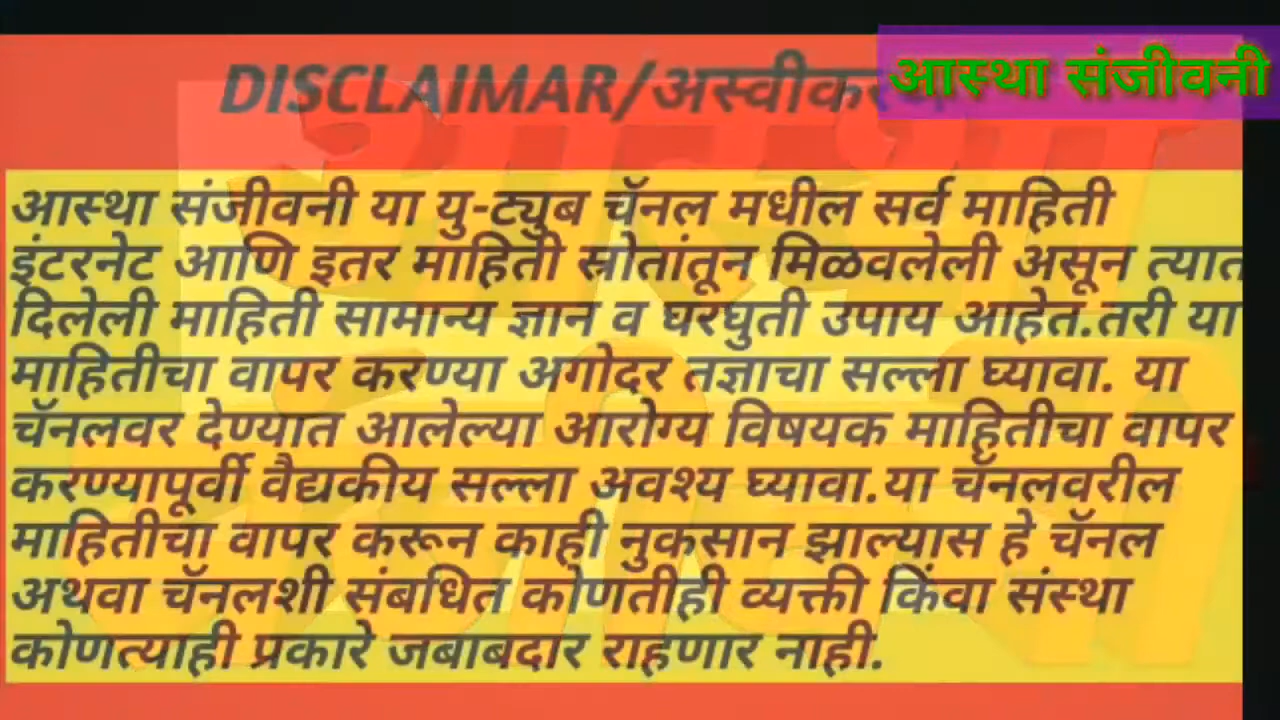 DISCLAIMAR/
आस्था संजीवनी
आस्था संजीवनी या यु-ट्युब चॅनल मधील सर्व माहिती
इंटरनेट आणि इतर माहिती स्रोतांतून मिळवलेली असून त्यात
दिलेली माहिती सामान्य ज्ञान व घरघुती उपाय आहेत.तरी या
माहितीचा वापर करण्या अगोदर तज्ञाचा सल्ला घ्यावा. या
चॅनलवर देण्यात आलेल्या आरोग्य विषयक माहितीचा वापर
करण्यापूर्वी वैद्यकीय सल्ला अवश्य घ्यावा.या चॅनलवरील
माहितीचा वापर करून काही नुकसान झाल्यास हे चॅनल
अथवा चॅनलशी संबधित कोणतीही व्यक्ती किंवा संस्था
कोणत्याही प्रकारे जबाबदार राहणार नाही.